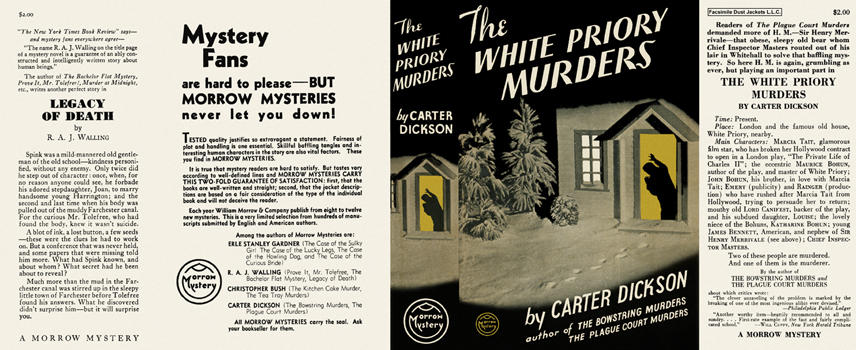 $2.00
"The New York Times Book Review" says—
and mystery fans everywhere agree—
"The name R. A. J. Walling on the title page
of a mystery novel is a guarantee of an ably con-
structed and intelligently written story about
human beings."
The author of The Bachelor Flat Mystery,
Prove It, Mr. Tolefree!, Murder at Midnight,
etc., writes another perfect story in
LEGACY
OF DEATH
by
R. A. J. WALLING
Spink was a mild-mannered old gentle-
man of the old school—kindness personi-
fied, without any enemy. Only twice did
he step out of character: once, when, for
no reason anyone could see, he forbade
his adored stepdaughter, Joan, to marry
handsome young Harrington; and the
second and last time when his body was
pulled out of the muddy Farchester canal.
For the curious Mr. Tolefree, who had
found the body, knew it wasn't suicide.
A blot of ink, a lost button, a few seeds
—these were the clues he had to work
on. But a conference that was never held,
and some papers that were missing told
him more. What had Spink known, and
about whom? What secret had he been
about to reveal?
Much more than the mud in the Far-
chester canal was stirred up in the sleepy
little town of Farchester before Tolefree
found his answers. What he discovered
didn't surprise him—but it will surprise
you.
A MORROW MYSTERY
Mystery
Fans
are hard to please—BUT
MORROW MYSTERIES
never let you down!
TESTED quality justifies so extravagant a statement. Fairness of
plot and handling is one essential. Skillful baffling tangles and in-
teresting human characters in the story are also vital factors. These
you find in MORROW MYSTERIES.
It is true that mystery readers are hard to satisfy. But tastes vary
according to well-defined lines and MORROW MYSTERIES CARRY
THIS TWO-FOLD GUARANTEE OF SATISFACTION: first, that the
books are well-written and straight; second, that the jacket descrip-
tions are based on a fair consideration of the type of the individual
book and will not deceive the reader.
Each year William Morrow & Company publish from eight to twelve
new mysteries. This is a very limited selection from hundreds of manu-
scripts submitted by English and American authors.
Among the authors of Morrow Mysteries are:
ERLE STANLEY GARDNER (The Case of the Sulky
Girl, The Case of the Lucky Legs, The Case
of the Howling Dog, and The Case of the
Curious Bride)
R. A. J. WALLING (Prove It, Mr. Tolefree, The
Bachelor Flat Mystery, Legacy of Death)
CHRISTOPHER BUSH (The Kitchen Cake Murder,
The Tea Tray Murders)
CARTER DICKSON (The Bowstring Murders, The
Plague Court Murders)
All MORROW MYSTERIES carry the seal. Ask
your bookseller for them.
Morrow
Mystery
The
WHITE
PRIORY
MURDERS
by CARTER
DICKSON
Morrow
Mystery
The
WHITE PRIORY
MURDERS
by CARTER DICKSON
author of THE BOWSTRING MURDERS
THE PLAGUE COURT MURDERS
Morrow
Mystery
Facsimile Dust Jackets L.L.C.
$2.00
Readers of The Plague Court Murders
demanded more of H. M.—Sir Henry Mer-
rivale—that obese, sleepy old bear whom
Chief Inspector Masters routed out of his
lair in Whitehall to solve that baffling mys-
tery. So here H. M. is again, grumbling as
ever, but playing an important part in
THE WHITE PRIORY
MURDERS
BY CARTER DICKSON
Time: Present.
Place: London and the famous old house,
White Priory, nearby.
Main Characters: MARCIA TAIT, glamorous
film star, who has broken her Hollywood contract
to open in a London play, "The Private Life of
Charles II"; the eccentric MAURICE BOHUN,
author of the play, and master of White Priory;
JOHN BOHUN, his brother, in love with Marcia
Tait; EMERY (publicity) and RAINGER (produc-
tion) who have rushed after Marcia Tait from
Hollywood, trying to persuade her to return;
mousey old LORD CANIFEST, backer of the play,
and his subdued daughter, LOUISE; the lovely
niece of the Bohuns, KATHARINE BOHUN; young
JAMES BENNETT, American, and nephew of SIR
HENRY MERRIVALE (see above); CHIEF INSPEC-
TOR MASTERS.
Two of these people are murdered.
And one of them is the murderer.
By the author of
THE BOWSTRING MURDERS and
THE PLAGUE COURT MURDERS
about which critics wrote:
"The clever unravelling of the problem is marked by the
breaking of one of the most ingenious alibis ever devised."
—Philadelphia Public Ledger
"Another worthy item—heartily recommended to all and
sundry. . . . First-rate example of the fast and fairly compli-
cated school." —WILL CUPPY, New York Herald Tribune
A MORROW MYSTERY